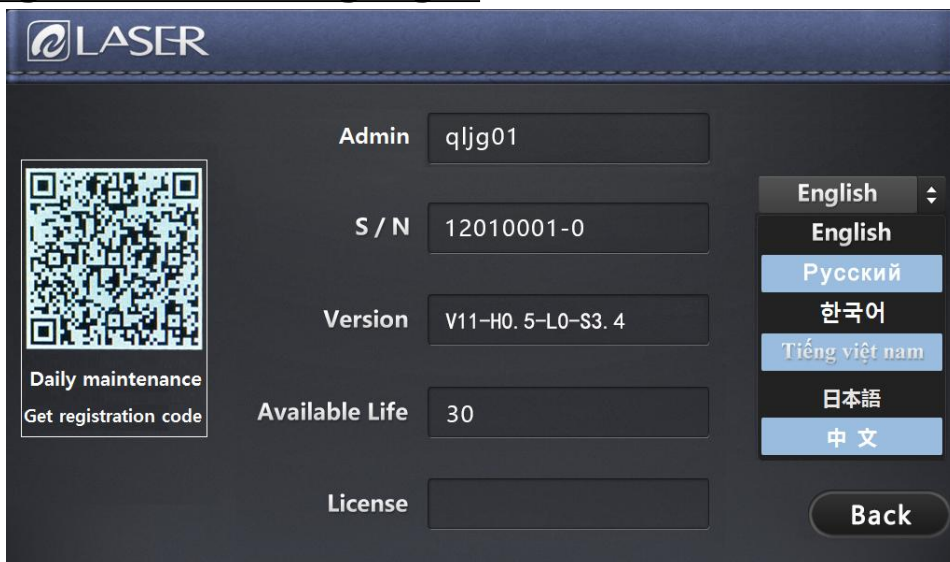 LASER
Admin
qljg01
S / N
12010001-0
Version
V11-H0.5-L0-S3.4
Available Life
30
License
Daily maintenance
Get registration code
English
English
Русский
한국어
Tiếng việt nam
日本語
中 文
Back